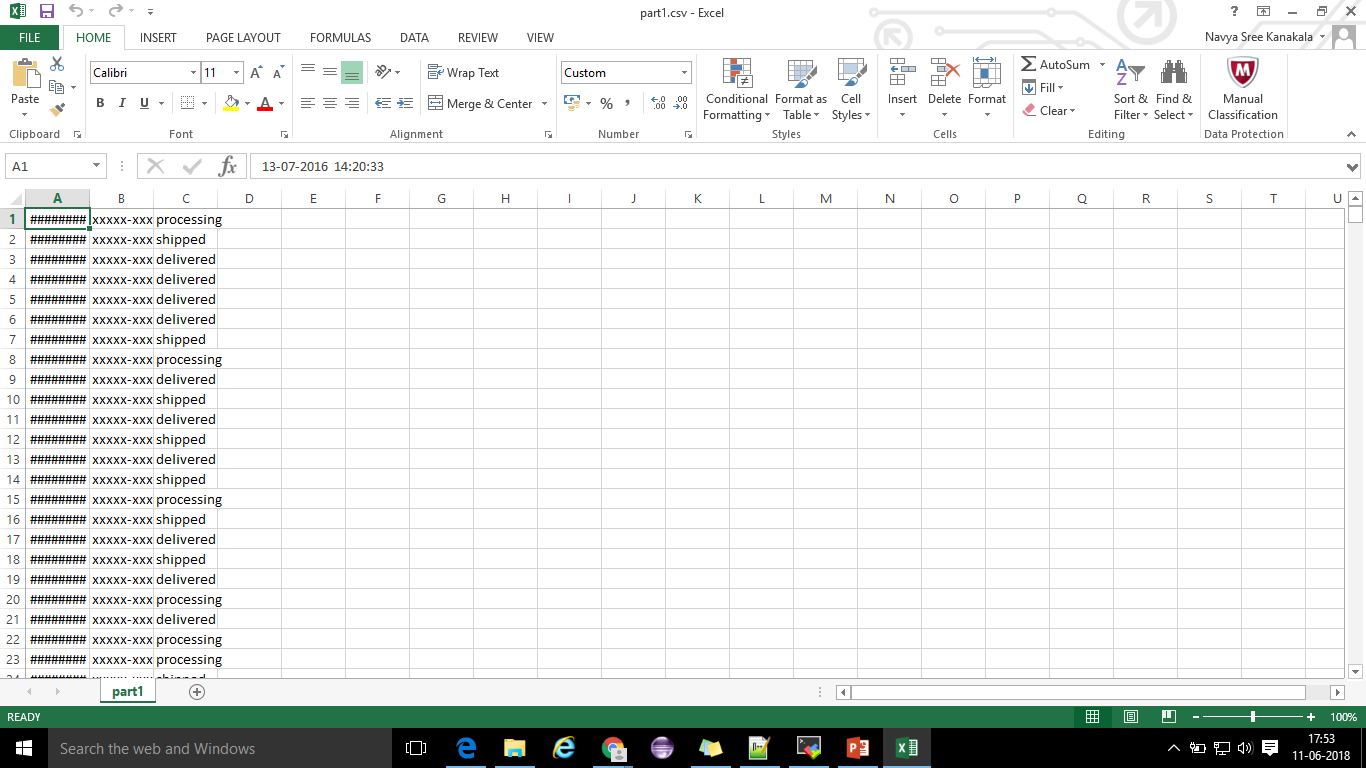 part1.csv - Excel
FILE HOME INSERT PAGE LAYOUT FORMULAS DATA REVIEW VIEW Navya Sree Kanakala
Paste
Clipboard
Calibri 11
B I U
Font
Wrap Text
Merge & Center
Alignment
Custom
% ,
Number
Conditional Formatting
Format as Table
Cell Styles
Styles
Insert Delete Format
Cells
AutoSum
Fill
Clear
Sort & Filter
Find & Select
Editing
Manual Classification
Data Protection
A1 fx 13-07-2016 14:20:33
A B C D E F G H I J K L M N O P Q R S T U
1 ######## xxxxx-xxx processing
2 ######## xxxxx-xxx shipped
3 ######## xxxxx-xxx delivered
4 ######## xxxxx-xxx delivered
5 ######## xxxxx-xxx delivered
6 ######## xxxxx-xxx delivered
7 ######## xxxxx-xxx shipped
8 ######## xxxxx-xxx processing
9 ######## xxxxx-xxx delivered
10 ######## xxxxx-xxx shipped
11 ######## xxxxx-xxx delivered
12 ######## xxxxx-xxx shipped
13 ######## xxxxx-xxx delivered
14 ######## xxxxx-xxx shipped
15 ######## xxxxx-xxx processing
16 ######## xxxxx-xxx shipped
17 ######## xxxxx-xxx delivered
18 ######## xxxxx-xxx shipped
19 ######## xxxxx-xxx delivered
20 ######## xxxxx-xxx processing
21 ######## xxxxx-xxx delivered
22 ######## xxxxx-xxx processing
23 ######## xxxxx-xxx processing
24 ######## xxxxx-xxx shipped
part1
READY 100%
Search the web and Windows
17:53
11-06-2018